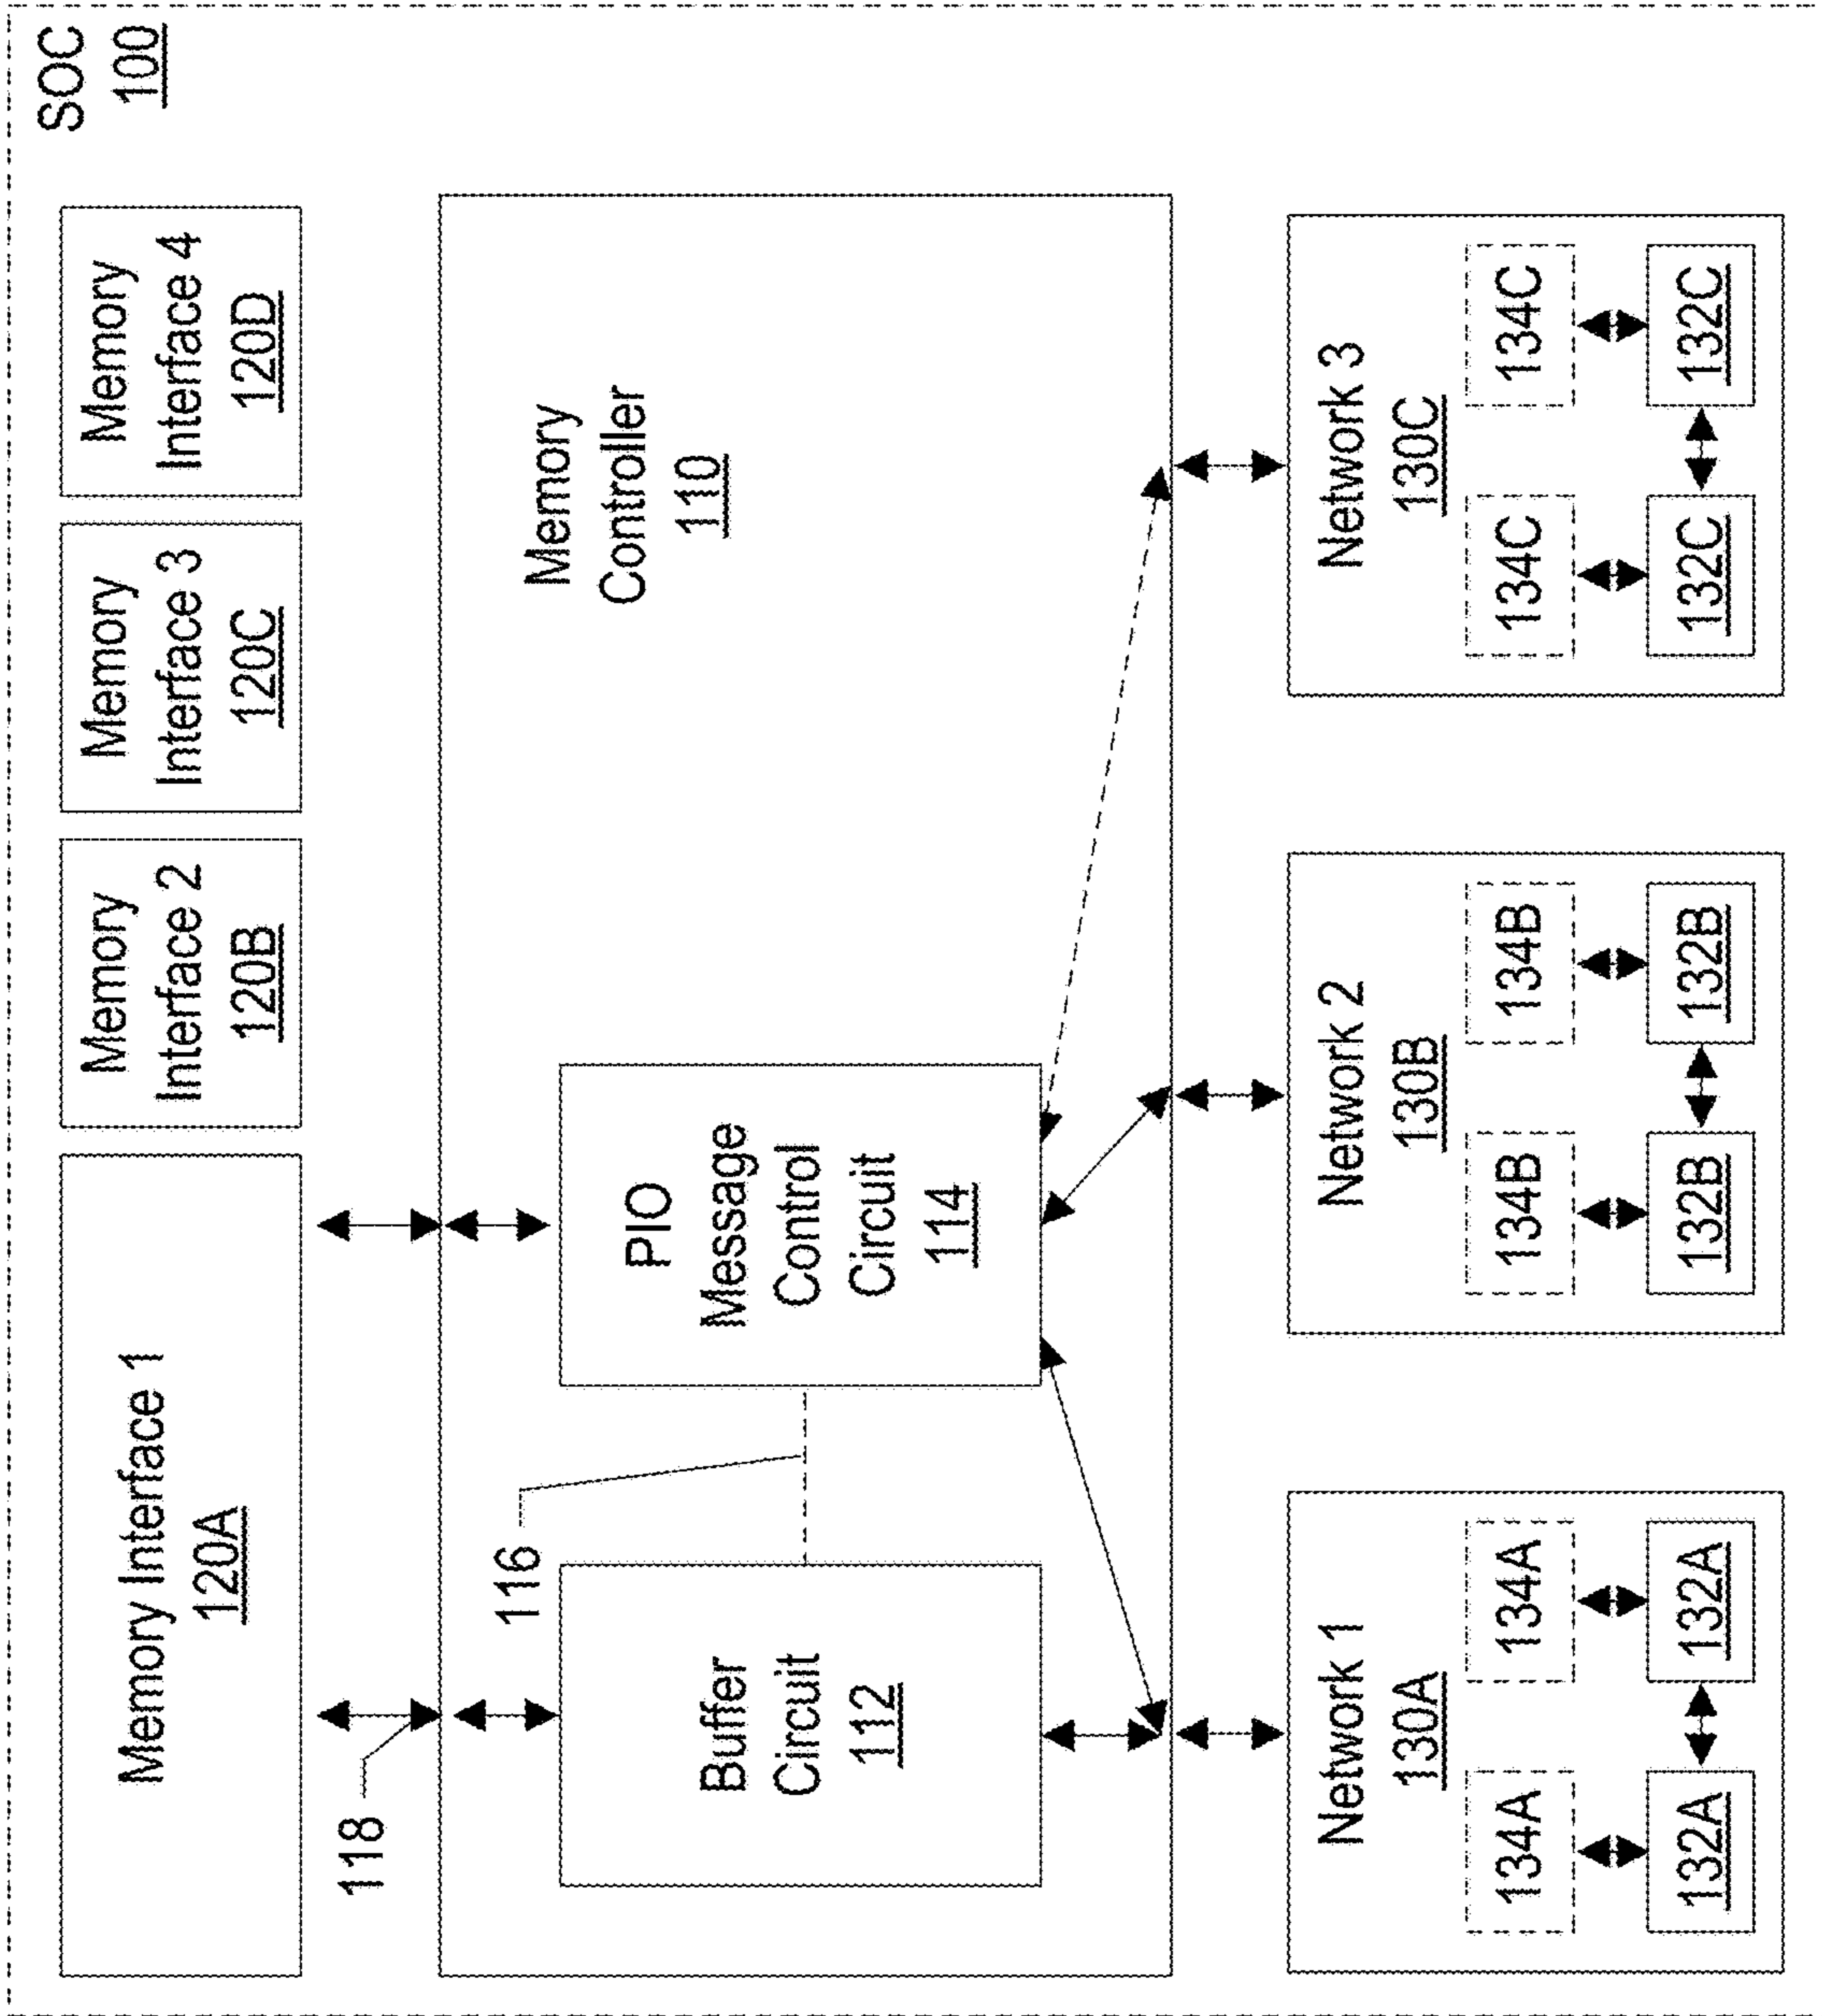 SOC
100
Memory Interface 1
120A
Memory
Interface 2
120B
Memory
Interface 3
120C
Memory
Interface 4
120D
118
116
Memory
Controller
110
Buffer
Circuit
112
PIO
Message
Control
Circuit
114
Network 1
130A
134A
134A
132A
132A
Network 2
130B
134B
134B
132B
132B
Network 3
130C
134C
134C
132C
132C